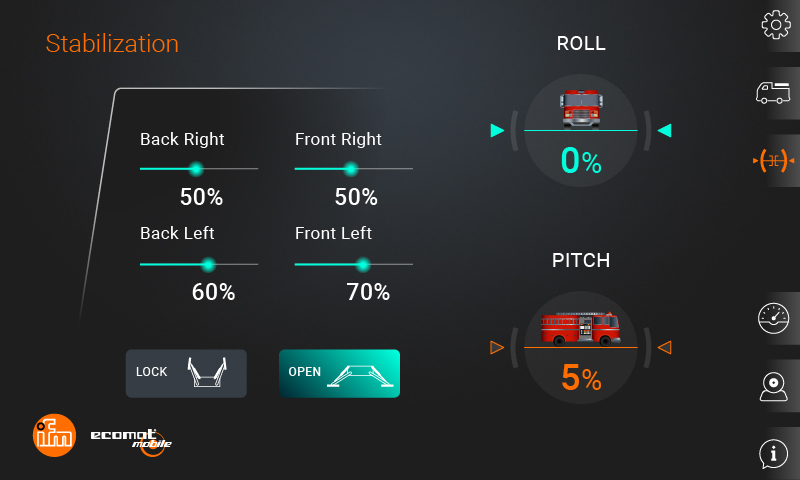 Stabilization
ROLL
Back Right
Front Right
50%
50%
0%
Back Left
Front Left
60%
70%
PITCH
LOCK
OPEN
5%
ifm
ecomat
mobile
i